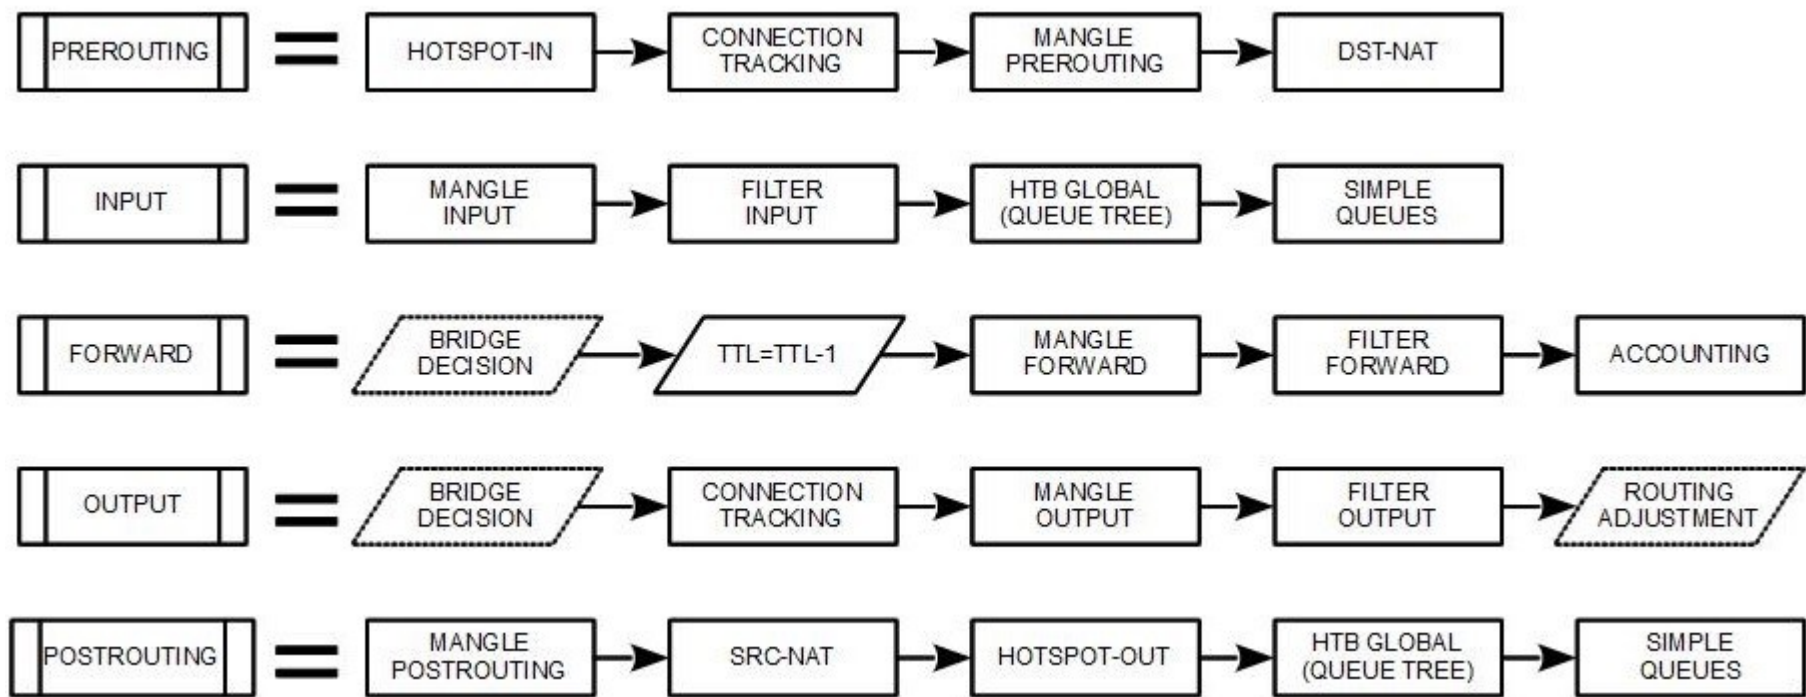 PREROUTING
HOTSPOT-IN
CONNECTION
TRACKING
MANGLE
PREROUTING
DST-NAT
INPUT
MANGLE
INPUT
FILTER
INPUT
HTB GLOBAL
(QUEUE TREE)
SIMPLE
QUEUES
FORWARD
BRIDGE
DECISION
TTL=TTL-1
MANGLE
FORWARD
FILTER
FORWARD
ACCOUNTING
OUTPUT
BRIDGE
DECISION
CONNECTION
TRACKING
MANGLE
OUTPUT
FILTER
OUTPUT
ROUTING
ADJUSTMENT
POSTROUTING
MANGLE
POSTROUTING
SRC-NAT
HOTSPOT-OUT
HTB GLOBAL
(QUEUE TREE)
SIMPLE
QUEUES